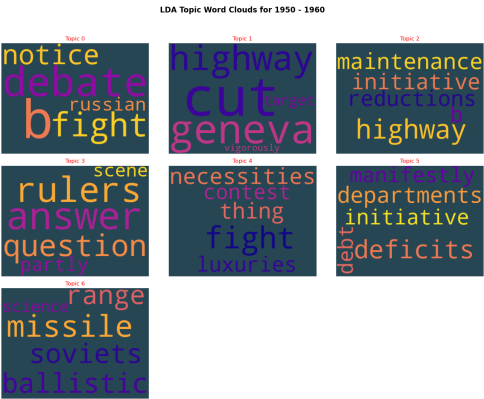 LDA Topic Word Clouds for 1950 - 1960
Topic 0
notice
debate
russian
b fight
Topic 1
highway
cut
target
geneva
vigorously
Topic 2
maintenance
initiative
reductions
b
highway
Topic 3
scene
rulers
answer
question
partly
Topic 4
necessities
contest
thing
fight
luxuries
Topic 5
manifestly
departments
initiative
debt
deficits
Topic 6
range
science
missile
soviets
ballistic